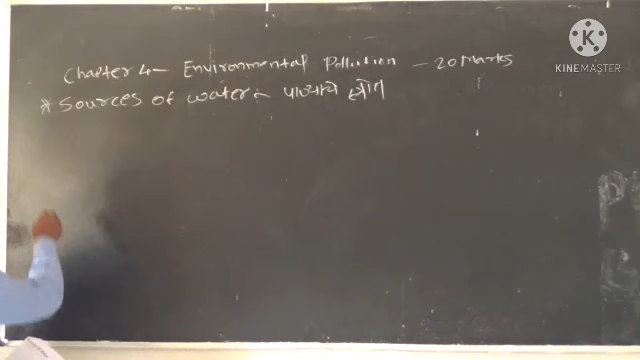 Chapter 4 - Environmental Pollution - 20 Marks
* Sources of water :- पाण्याचे स्रोत
KINEMASTER